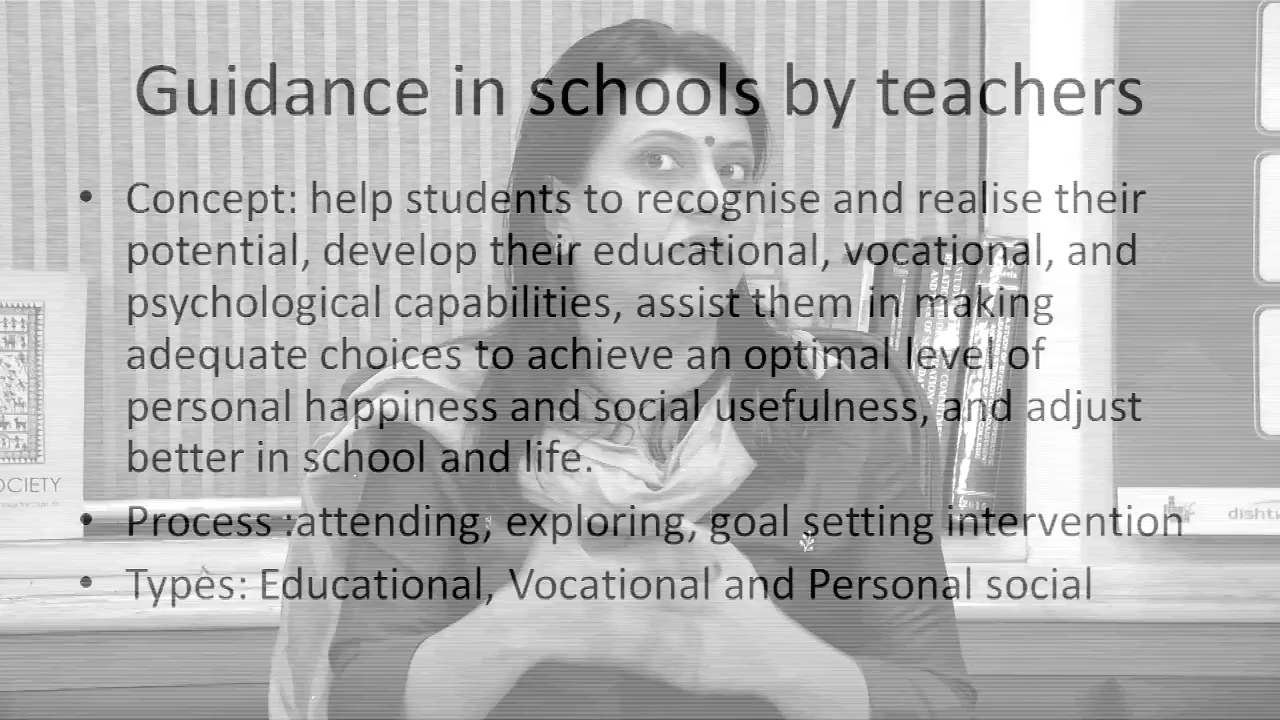 Guidance in schools by teachers
• Concept: help students to recognise and realise their
potential, develop their educational, vocational, and
psychological capabilities, assist them in making
adequate choices to achieve an optimal level of
personal happiness and social usefulness, and adjust
better in school and life.
• Process :attending, exploring, goal setting intervention
• Types: Educational, Vocational and Personal social
OCIETY
disht